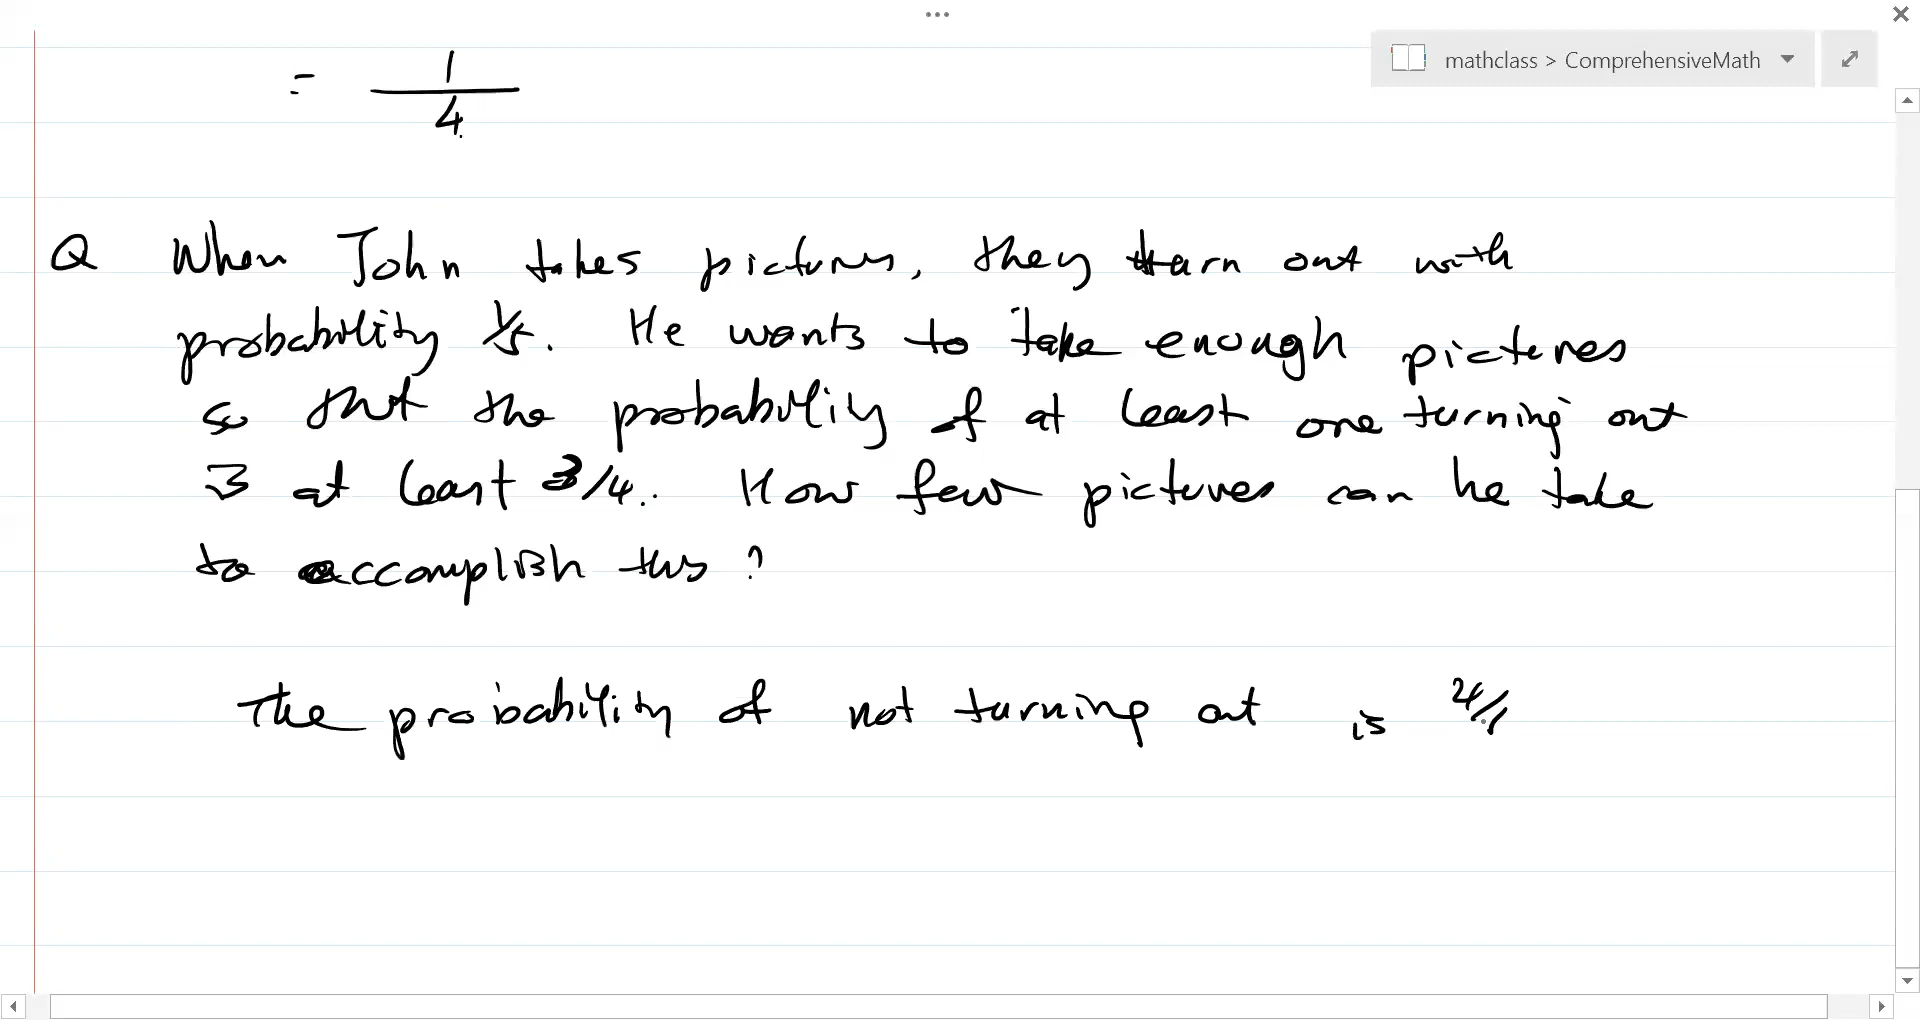 mathclass > ComprehensiveMath
= 1/4
Q When John takes pictures, they turn out with
probability 1/5. He wants to take enough pictures
so that the probability of at least one turning out
is at least 3/4. How few pictures can he take
to accomplish this?
The probability of not turning out is 4/